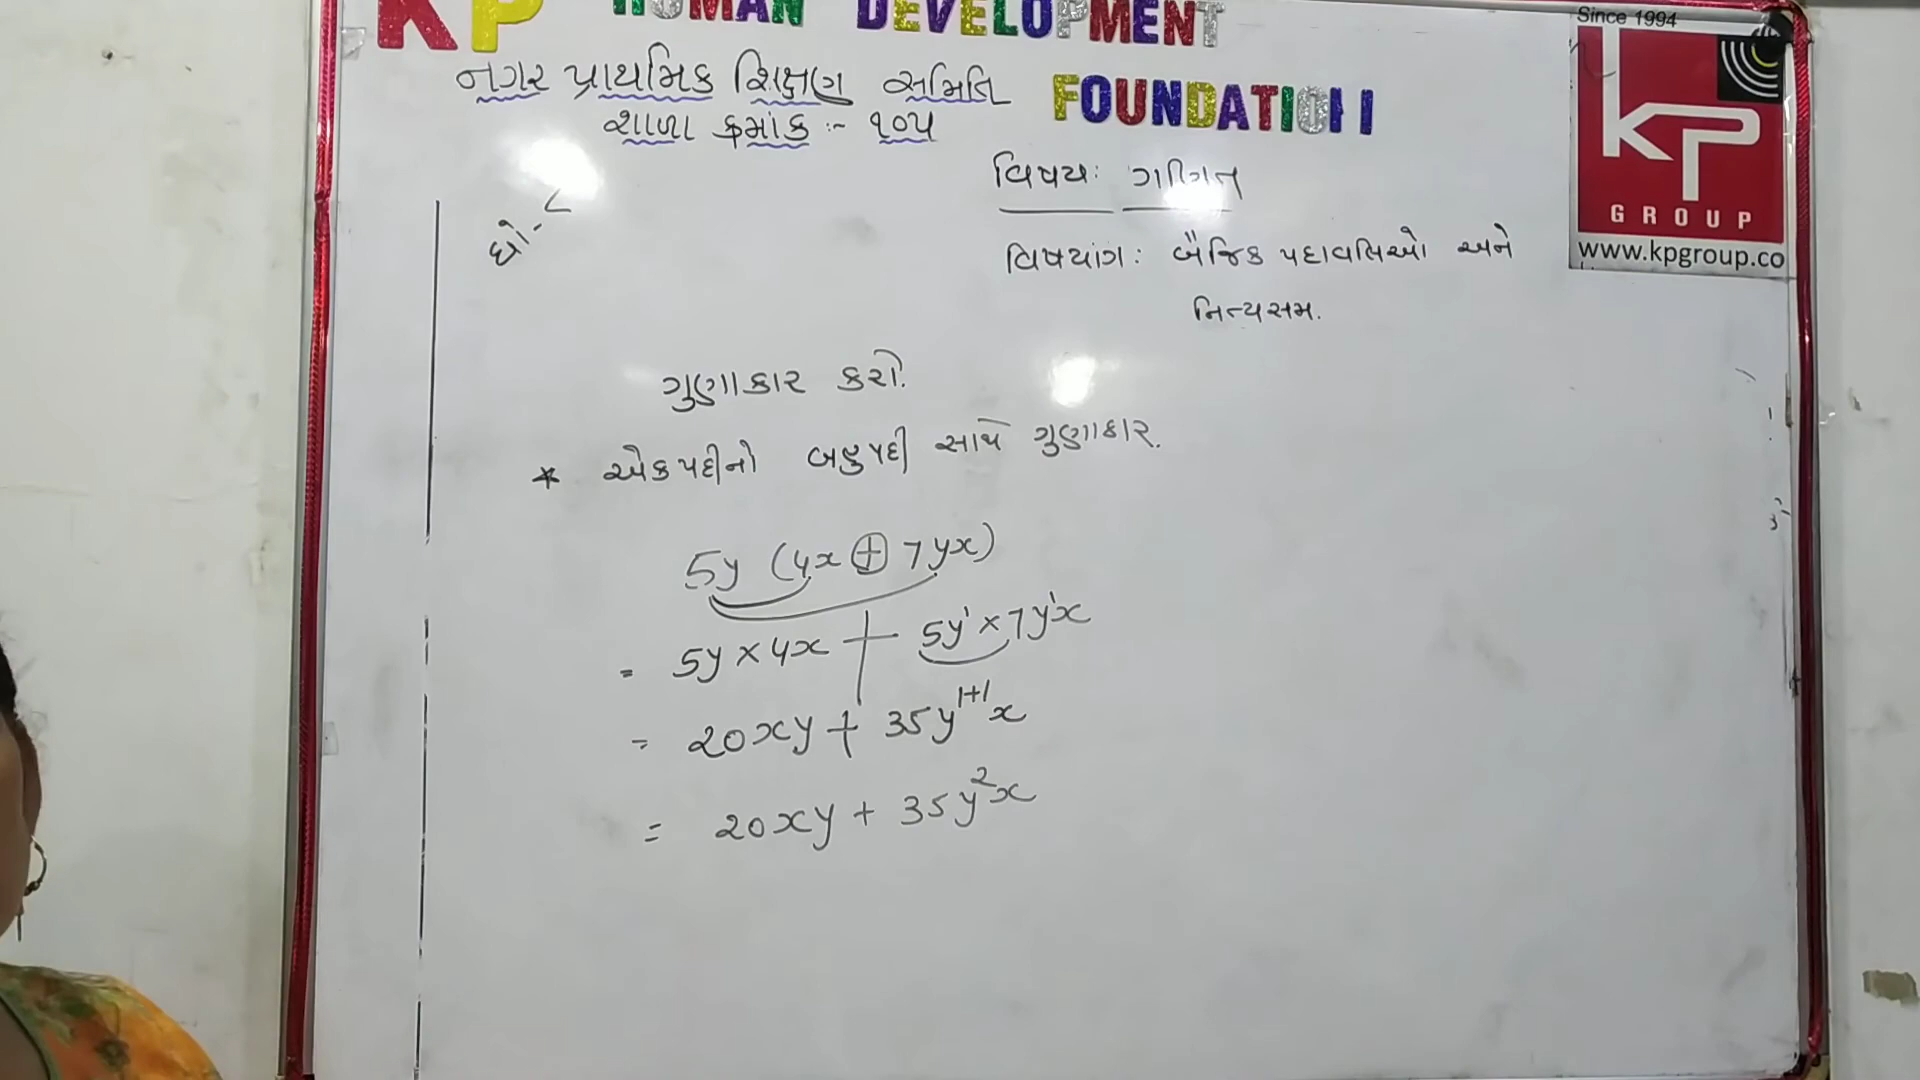 KP HUMAN DEVELOPMENT
FOUNDATION
નગર પ્રાથમિક શિક્ષણ સમિતિ
શાળા ક્રમાંક :- ૧૦૫
Since 1994
KP
GROUP
www.kpgroup.co
ધો-૮
વિષય: ગણિત
વિષયાંગ: બૈજિક પદાવલિઓ અને
નિત્યસમ.
ગુણાકાર કરો.
* એકપદીનો બહુપદી સાથે ગુણાકાર.
5y (4x + 7yx)
= 5y × 4x + 5y¹ × 7y¹x
= 20xy + 35y¹⁺¹x
= 20xy + 35y²x